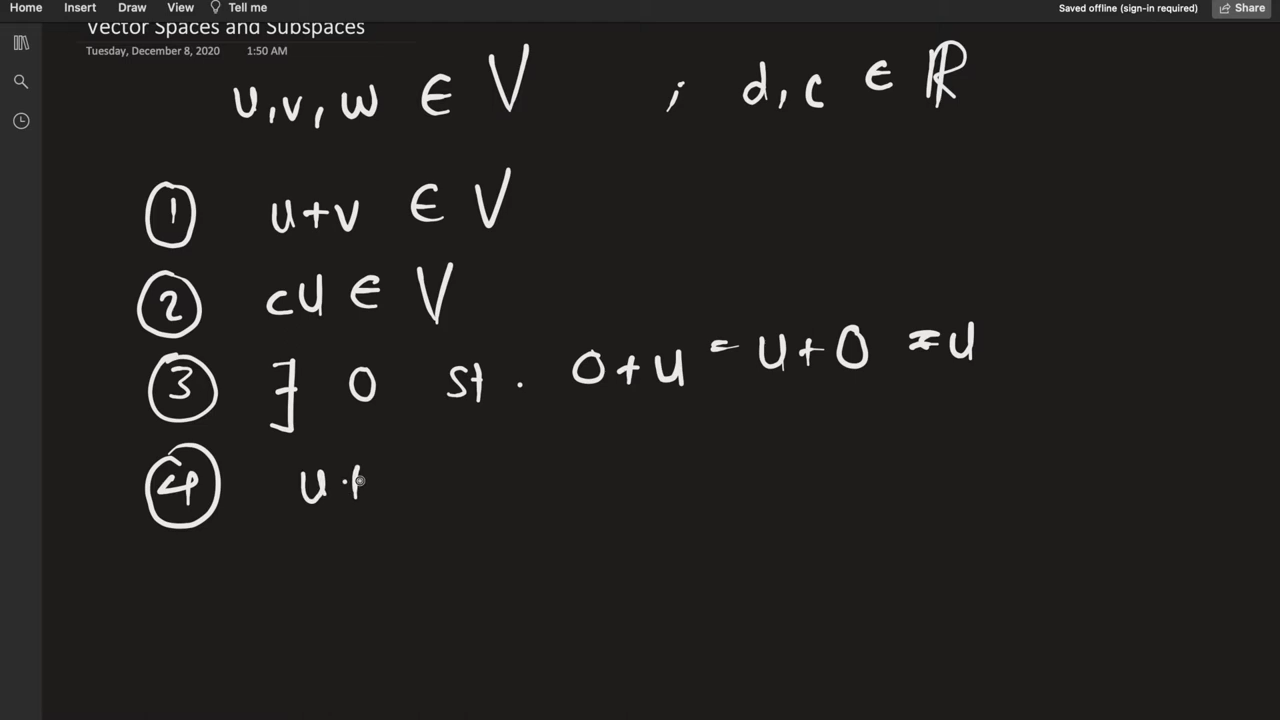 Home Insert Draw View Tell me Saved offline (sign-in required) Share
Vector Spaces and Subspaces
Tuesday, December 8, 2020 1:50 AM
u,v,w ∈ V ; d,c ∈ ℝ
① u+v ∈ V
② cu ∈ V
③ ∃ 0 st. 0+u = u+0 = u
④ u+